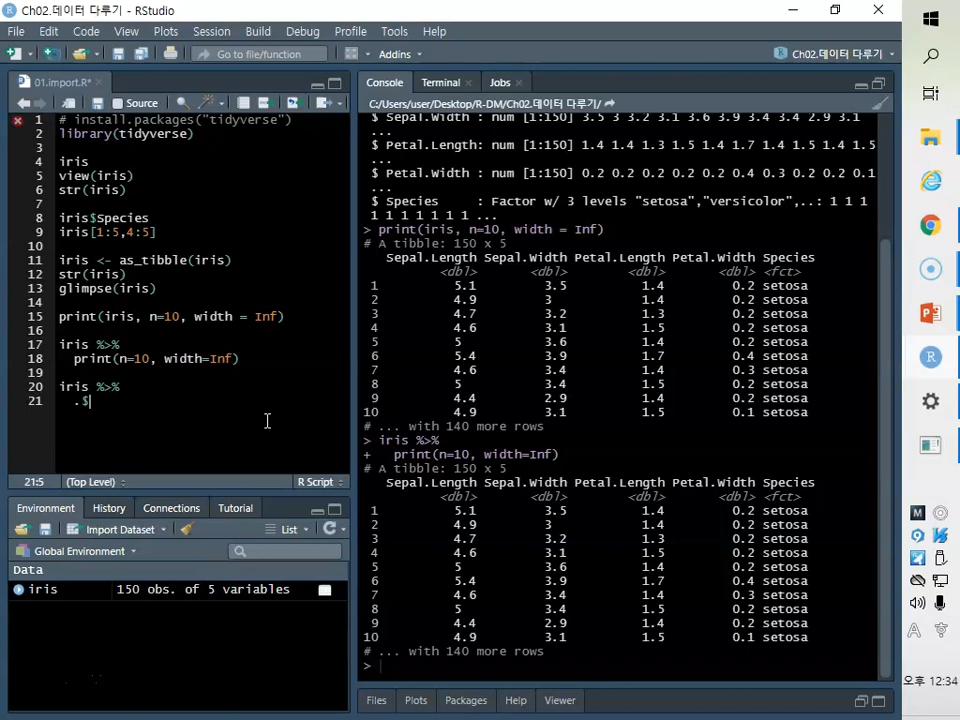 Ch02.데이터 다루기 - RStudio
File Edit Code View Plots Session Build Debug Profile Tools Help
Go to file/function Addins Ch02.데이터 다루기
01.import.R*
Source
1 # install.packages("tidyverse")
2 library(tidyverse)
3
4 iris
5 view(iris)
6 str(iris)
7
8 iris$Species
9 iris[1:5,4:5]
10
11 iris <- as_tibble(iris)
12 str(iris)
13 glimpse(iris)
14
15 print(iris, n=10, width = Inf)
16
17 iris %>%
18 print(n=10, width=Inf)
19
20 iris %>%
21 .$
21:5 (Top Level) R Script
Environment History Connections Tutorial
Import Dataset List
Global Environment
Data
iris 150 obs. of 5 variables
Console Terminal Jobs
C:/Users/user/Desktop/R-DM/Ch02.데이터 다루기/
$ Sepal.Width : num [1:150] 3.5 3 3.2 3.1 3.6 3.9 3.4 3.4 2.9 3.1
...
$ Petal.Length: num [1:150] 1.4 1.4 1.3 1.5 1.4 1.7 1.4 1.5 1.4 1.5
...
$ Petal.Width : num [1:150] 0.2 0.2 0.2 0.2 0.2 0.4 0.3 0.2 0.2 0.1
...
$ Species : Factor w/ 3 levels "setosa","versicolor",..: 1 1 1
1 1 1 1 1 1 1 ...
> print(iris, n=10, width = Inf)
# A tibble: 150 x 5
Sepal.Length Sepal.Width Petal.Length Petal.Width Species
<dbl> <dbl> <dbl> <dbl> <fct>
1 5.1 3.5 1.4 0.2 setosa
2 4.9 3 1.4 0.2 setosa
3 4.7 3.2 1.3 0.2 setosa
4 4.6 3.1 1.5 0.2 setosa
5 5 3.6 1.4 0.2 setosa
6 5.4 3.9 1.7 0.4 setosa
7 4.6 3.4 1.4 0.3 setosa
8 5 3.4 1.5 0.2 setosa
9 4.4 2.9 1.4 0.2 setosa
10 4.9 3.1 1.5 0.1 setosa
# ... with 140 more rows
> iris %>%
+ print(n=10, width=Inf)
# A tibble: 150 x 5
Sepal.Length Sepal.Width Petal.Length Petal.Width Species
<dbl> <dbl> <dbl> <dbl> <fct>
1 5.1 3.5 1.4 0.2 setosa
2 4.9 3 1.4 0.2 setosa
3 4.7 3.2 1.3 0.2 setosa
4 4.6 3.1 1.5 0.2 setosa
5 5 3.6 1.4 0.2 setosa
6 5.4 3.9 1.7 0.4 setosa
7 4.6 3.4 1.4 0.3 setosa
8 5 3.4 1.5 0.2 setosa
9 4.4 2.9 1.4 0.2 setosa
10 4.9 3.1 1.5 0.1 setosa
# ... with 140 more rows
>
Files Plots Packages Help Viewer
오후 12:34